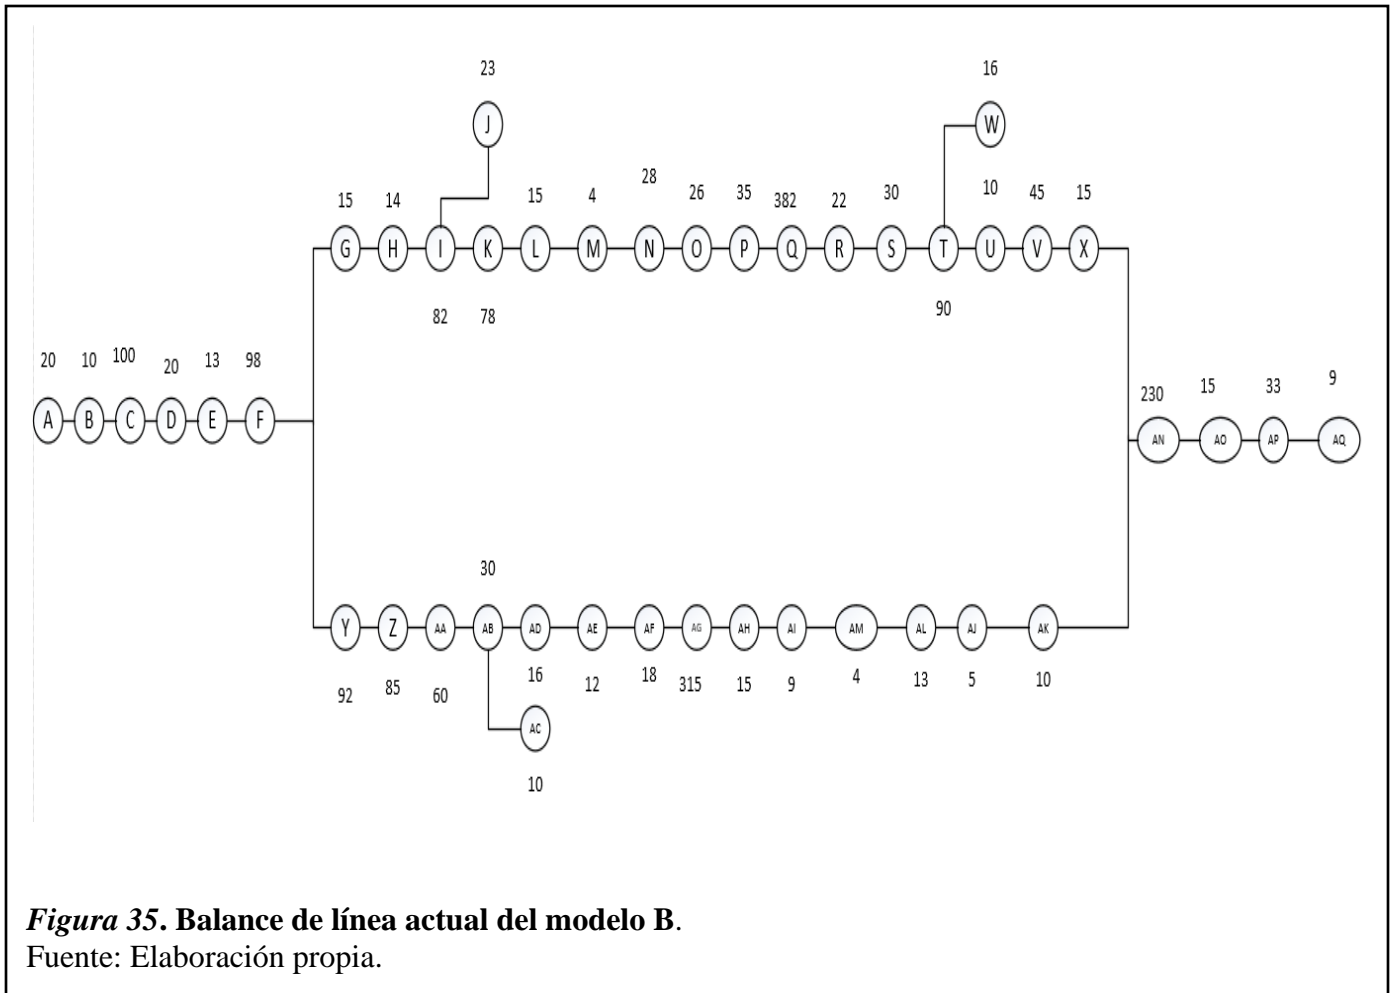 23
16
J
W
15 14 15 4 28 26 35 382 22 30 10 45 15
G H I K L M N O P Q R S T U V X
82 78 90
20 10 100 20 13 98
A B C D E F
230 15 33 9
AN AO AP AQ
30
Y Z AA AB AD AE AF AG AH AI AM AL AJ AK
92 85 60 16 12 18 315 15 9 4 13 5 10
AC
10
Figura 35. Balance de línea actual del modelo B.
Fuente: Elaboración propia.